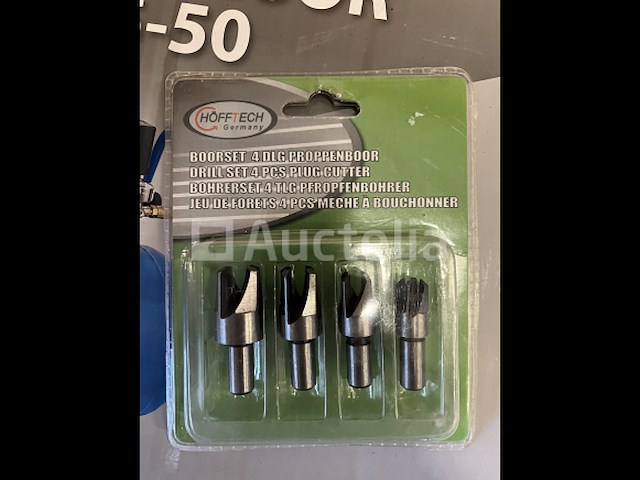 -50
HÖFFTECH
Germany
BOORSET 4 DLG PROPPENBOOR
DRILL SET 4 PCS PLUG CUTTER
BOHRERSET 4 TLG PFROPFENBOHRER
JEU DE FORETS 4 PCS MECHE A BOUCHONNER
Auctelia